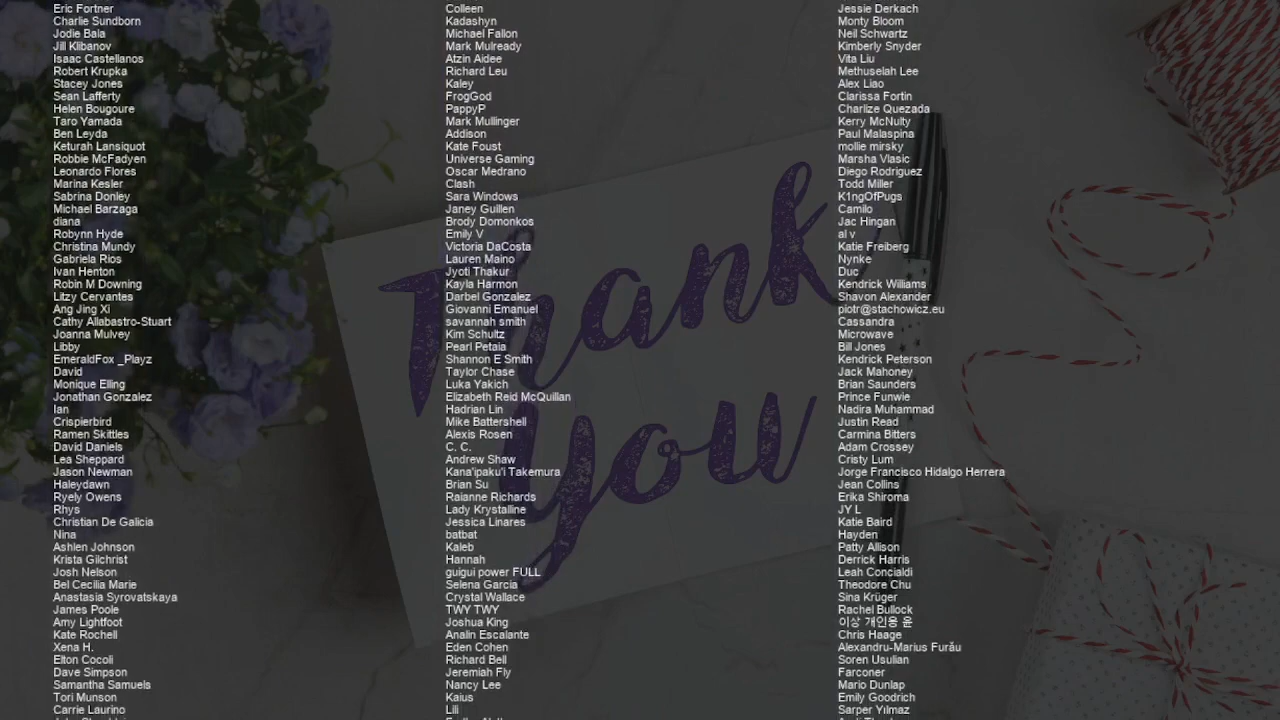 Eric Fortner
Charlie Sundborn
Jodie Bala
Jill Klibanov
Isaac Castellanos
Robert Krupka
Stacey Jones
Sean Lafferty
Helen Bougoure
Taro Yamada
Ben Leyda
Keturah Lansiquot
Robbie McFadyen
Leonardo Flores
Marina Kesler
Sabrina Donley
Michael Barzaga
diana
Robynn Hyde
Christina Mundy
Gabriela Rios
Ivan Henton
Robin M Downing
Litzy Cervantes
Ang Jing Xi
Cathy Allabastro-Stuart
Joanna Mulvey
Libby
EmeraldFox _Playz
David
Monique Elling
Jonathan Gonzalez
Ian
Crispierbird
Ramen Skittles
David Daniels
Lea Sheppard
Jason Newman
Haleydawn
Ryely Owens
Rhys
Christian De Galicia
Nina
Ashlen Johnson
Krista Gilchrist
Josh Nelson
Bel Cecilia Marie
Anastasia Syrovatskaya
James Poole
Amy Lightfoot
Kate Rochell
Xena H.
Elton Cocoli
Dave Simpson
Samantha Samuels
Tori Munson
Carrie Laurino
Colleen
Kadashyn
Michael Fallon
Mark Mulready
Atzin Aidee
Richard Leu
Kaley
FrogGod
PappyP
Mark Mullinger
Addison
Kate Foust
Universe Gaming
Oscar Medrano
Clash
Sara Windows
Janey Guillen
Brody Domonkos
Emily V
Victoria DaCosta
Lauren Maino
Jyoti Thakur
Kayla Harmon
Darbel Gonzalez
Giovanni Emanuel
savannah smith
Kim Schultz
Pearl Petaia
Shannon E Smith
Taylor Chase
Luka Yakich
Elizabeth Reid McQuillan
Hadrian Lin
Mike Battershell
Alexis Rosen
C. C.
Andrew Shaw
Kana'ipaku'i Takemura
Brian Su
Raianne Richards
Lady Krystalline
Jessica Linares
batbat
Kaleb
Hannah
guigui power FULL
Selena Garcia
Crystal Wallace
TWY TWY
Joshua King
Analin Escalante
Eden Cohen
Richard Bell
Jeremiah Fly
Nancy Lee
Kaius
Lili
Jessie Derkach
Monty Bloom
Neil Schwartz
Kimberly Snyder
Vita Liu
Methuselah Lee
Alex Liao
Clarissa Fortin
Charlize Quezada
Kerry McNulty
Paul Malaspina
mollie mirsky
Marsha Vlasic
Diego Rodriguez
Todd Miller
K1ngOfPugs
Camilo
Jac Hingan
al v
Katie Freiberg
Nynke
Duc
Kendrick Williams
Shavon Alexander
piotr@stachowicz.eu
Cassandra
Microwave
Bill Jones
Kendrick Peterson
Jack Mahoney
Brian Saunders
Prince Funwie
Nadira Muhammad
Justin Read
Carmina Bitters
Adam Crossey
Cristy Lum
Jorge Francisco Hidalgo Herrera
Jean Collins
Erika Shiroma
JY L
Katie Baird
Hayden
Patty Allison
Derrick Harris
Leah Concialdi
Theodore Chu
Sina Krüger
Rachel Bullock
이상 개인용 윤
Chris Haage
Alexandru-Marius Furău
Soren Usulian
Farconer
Mario Dunlap
Emily Goodrich
Sarper Yılmaz
Thank
you